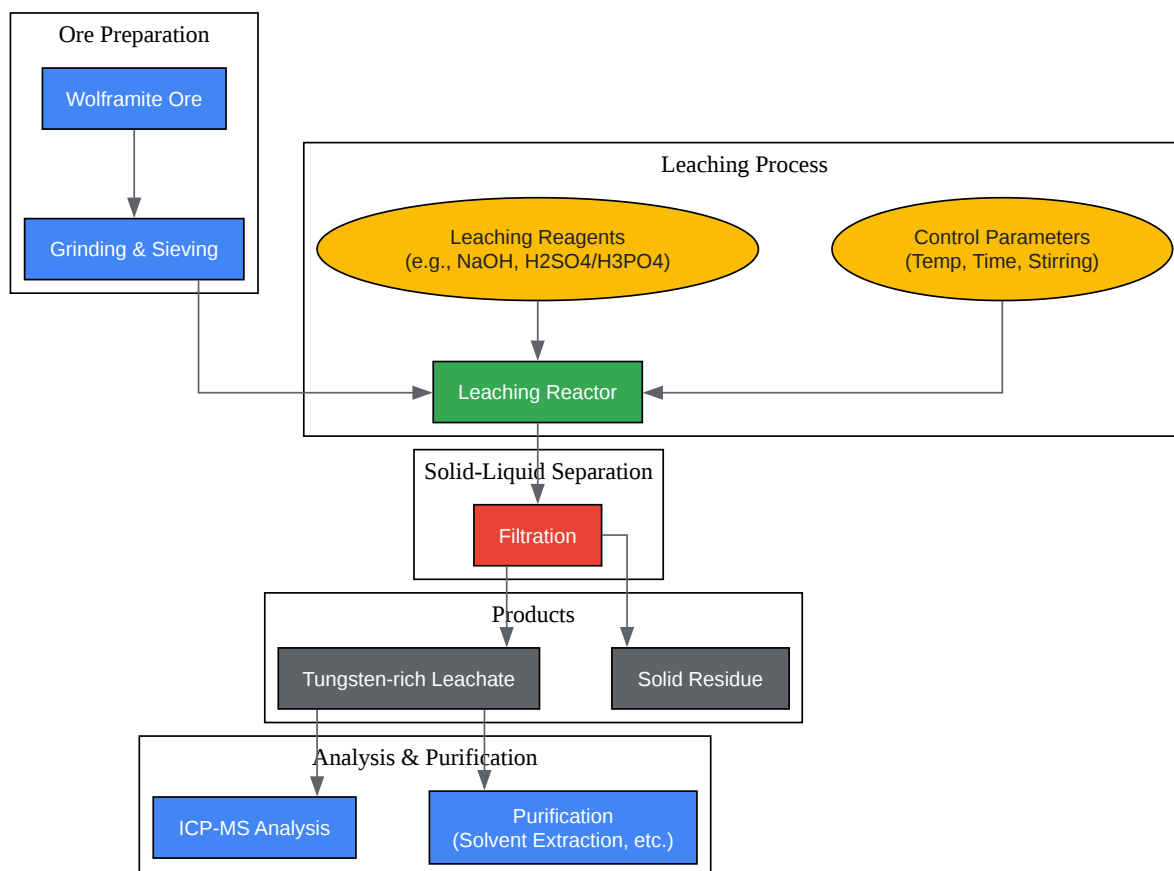 Ore Preparation
Wolframite Ore
Grinding & Sieving
Leaching Process
Leaching Reagents
(e.g., NaOH, H2SO4/H3PO4)
Control Parameters
(Temp, Time, Stirring)
Leaching Reactor
Solid-Liquid Separation
Filtration
Products
Tungsten-rich Leachate
Solid Residue
Analysis & Purification
ICP-MS Analysis
Purification
(Solvent Extraction, etc.)